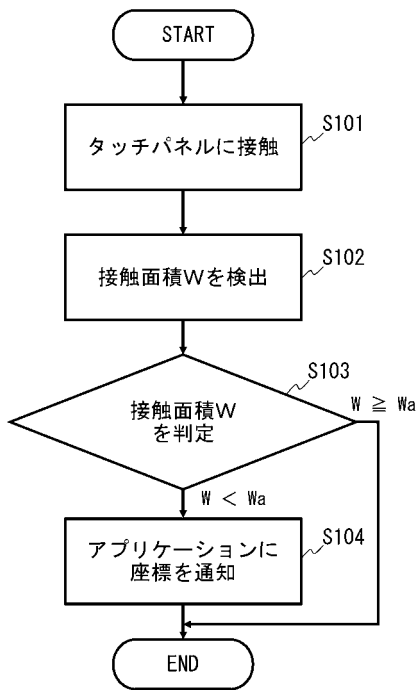 START
タッチパネルに接触
S101
接触面積Wを検出
S102
S103
接触面積W
を判定
W ≧ Wa
W < Wa
アプリケーションに
座標を通知
S104
END